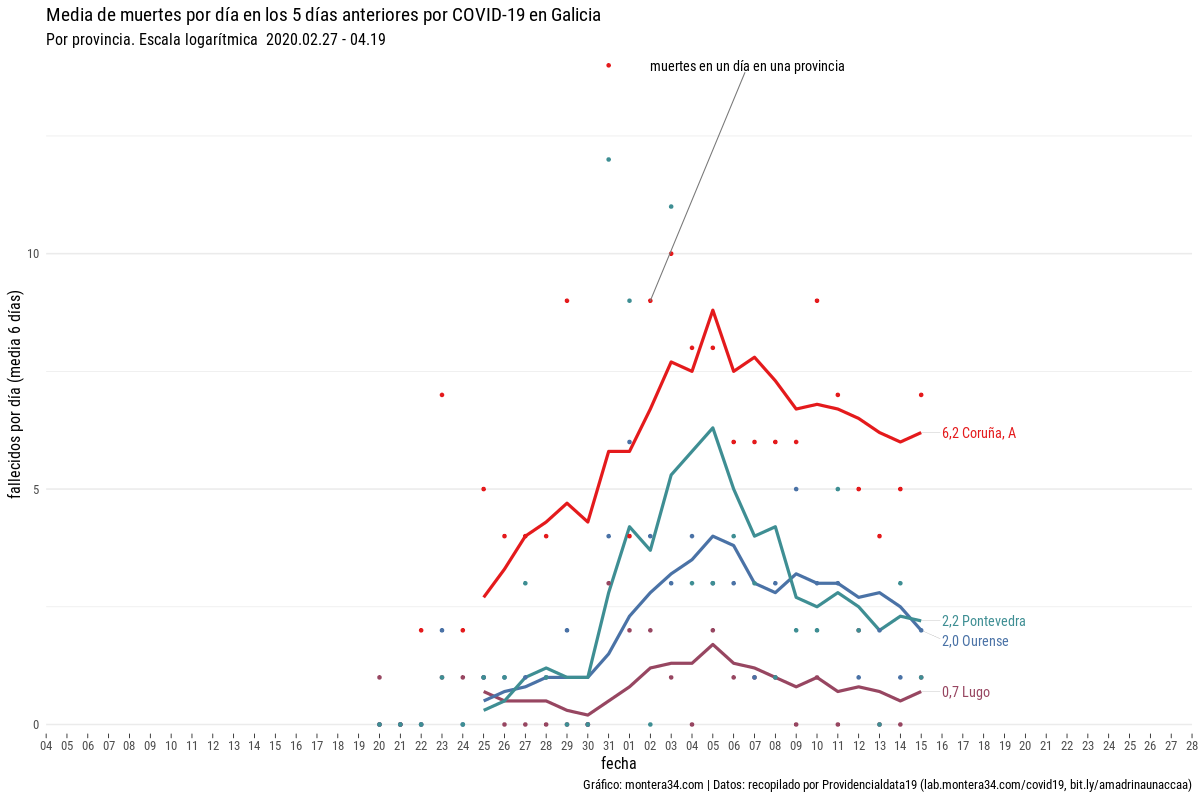 Media de muertes por día en los 5 días anteriores por COVID-19 en Galicia
Por provincia. Escala logarítmica  2020.02.27 - 04.19
muertes en un día en una provincia
fallecidos por día (media 6 días)
10
5
0
6,2 Coruña, A
2,2 Pontevedra
2,0 Ourense
0,7 Lugo
04 05 06 07 08 09 10 11 12 13 14 15 16 17 18 19 20 21 22 23 24 25 26 27 28 29 30 31 01 02 03 04 05 06 07 08 09 10 11 12 13 14 15 16 17 18 19 20 21 22 23 24 25 26 27 28
fecha
Gráfico: montera34.com | Datos: recopilado por Providencialdata19 (lab.montera34.com/covid19, bit.ly/amadrinaunaccaa)